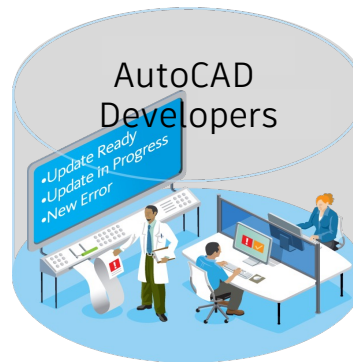 AutoCAD
Developers
•Update Ready
•Update In Progress
•New Error